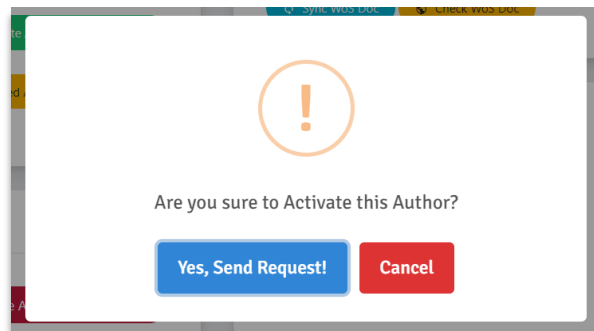 Sync WoS Doc
Check WoS Doc
!
Are you sure to Activate this Author?
Yes, Send Request!
Cancel